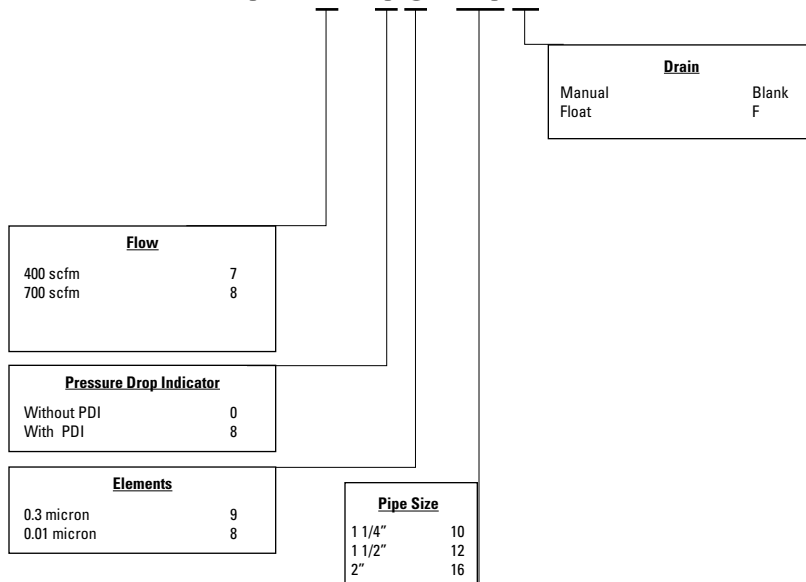 Drain
Manual Blank
Float F
Flow
400 scfm 7
700 scfm 8
Pressure Drop Indicator
Without PDI 0
With PDI 8
Elements
0.3 micron 9
0.01 micron 8
Pipe Size
1 1/4" 10
1 1/2" 12
2" 16